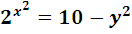 2^{x^2} = 10 − y^2